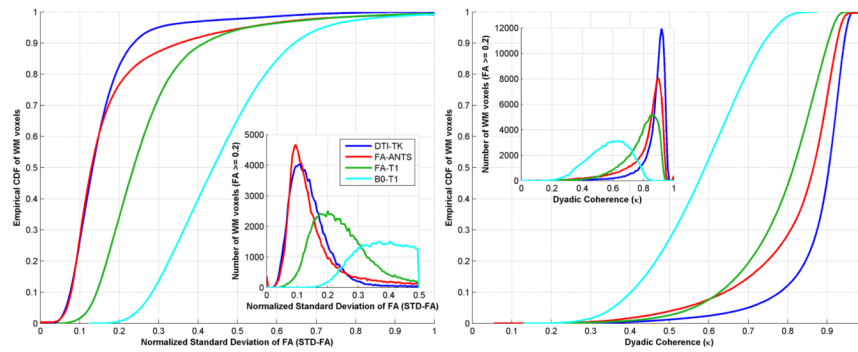 Empirical CDF of WM voxels
1
0.9
0.8
0.7
0.6
0.5
0.4
0.3
0.2
0.1
0
0 0.1 0.2 0.3 0.4 0.5 0.6 0.7 0.8 0.9 1
Normalized Standard Deviation of FA (STD-FA)
Number of WM voxels (FA >= 0.2)
5000
4000
3000
2000
1000
0
0 0.1 0.2 0.3 0.4 0.5
Normalized Standard Deviation of FA (STD-FA)
DTI-TK
FA-ANTS
FA-T1
B0-T1
Empirical CDF of WM voxels
1
0.9
0.8
0.7
0.6
0.5
0.4
0.3
0.2
0.1
0
0 0.1 0.2 0.3 0.4 0.5 0.6 0.7 0.8 0.9 1
Dyadic Coherence (κ)
Number of WM voxels (FA >= 0.2)
12000
10000
8000
6000
4000
2000
0
0 0.2 0.4 0.6 0.8 1
Dyadic Coherence (κ)